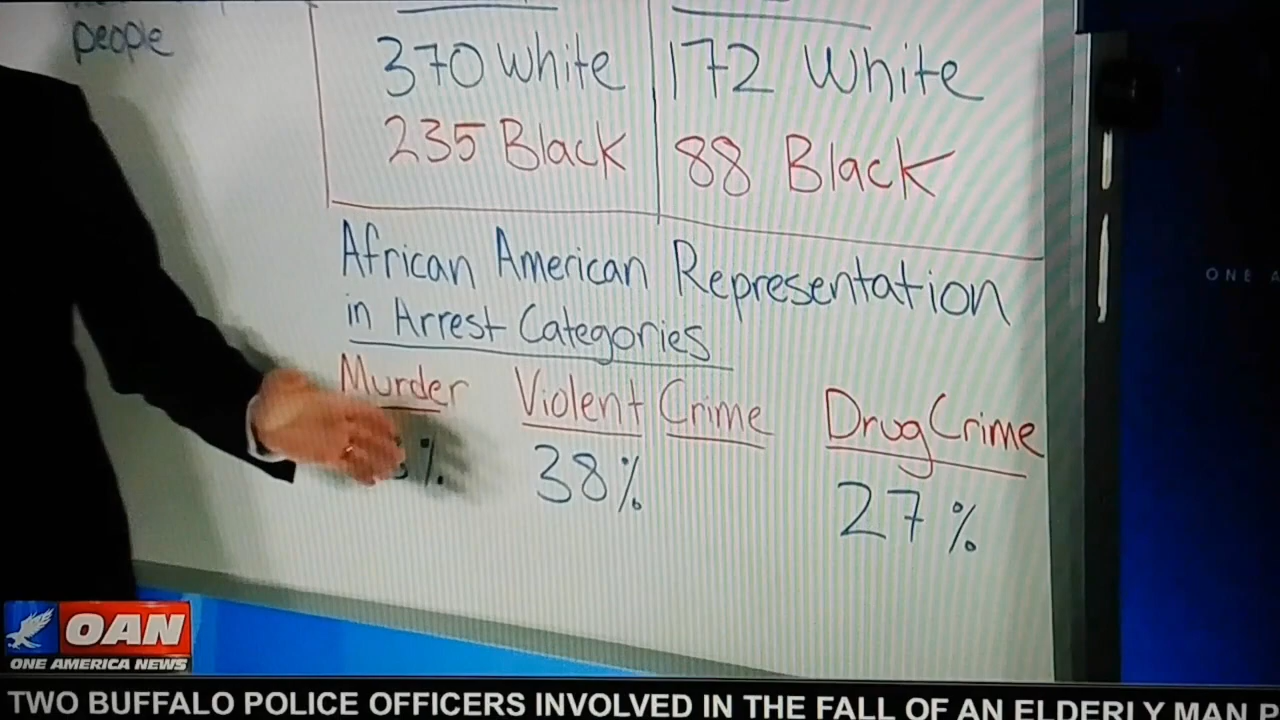 people
370 White
172 White
235 Black
88 Black
African American Representation
in Arrest Categories
Murder
Violent Crime
Drug Crime
%
38%
27%
ONE
OAN
ONE AMERICA NEWS
TWO BUFFALO POLICE OFFICERS INVOLVED IN THE FALL OF AN ELDERLY MAN P